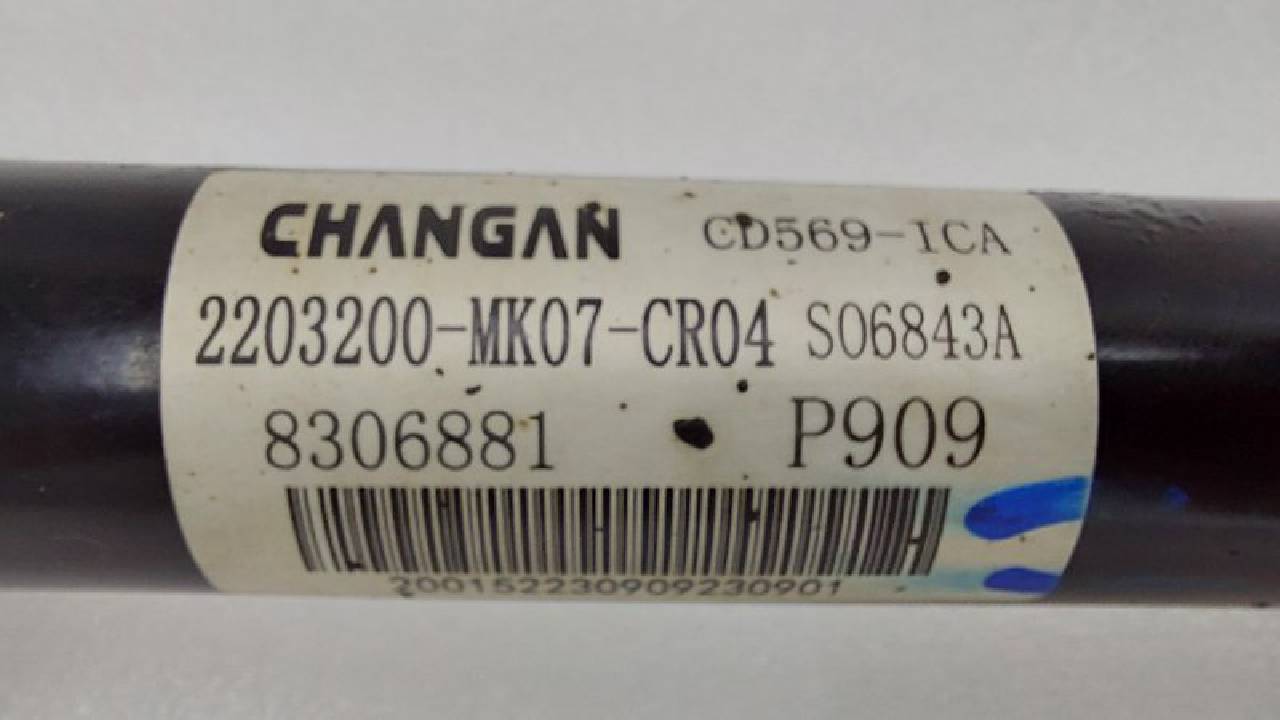 CHANGAN CD569-ICA
2203200-MK07-CR04 S06843A
8306881 P909
200152230909230901